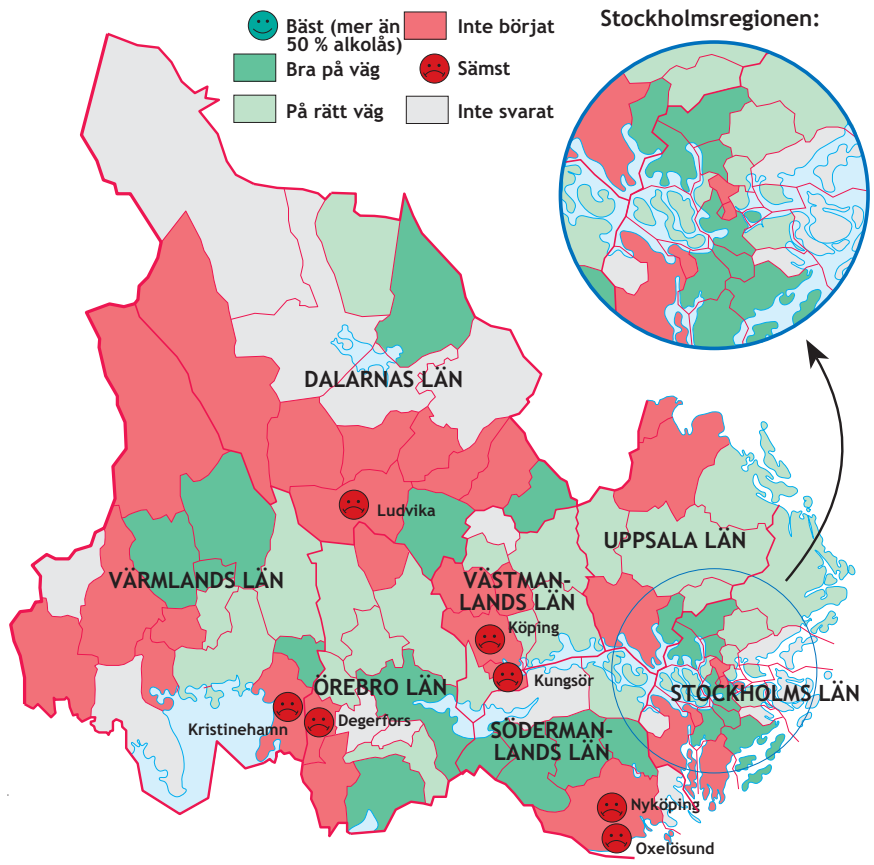 Bäst (mer än
50 % alkolås)
Bra på väg
På rätt väg
Inte börjat
Sämst
Inte svarat
Stockholmsregionen:
DALARNAS LÄN
Ludvika
UPPSALA LÄN
VÄRMLANDS LÄN
VÄSTMAN-
LANDS LÄN
Köping
Kungsör
ÖREBRO LÄN
STOCKHOLMS LÄN
Kristinehamn
Degerfors
SÖDERMAN-
LANDS LÄN
Nyköping
Oxelösund